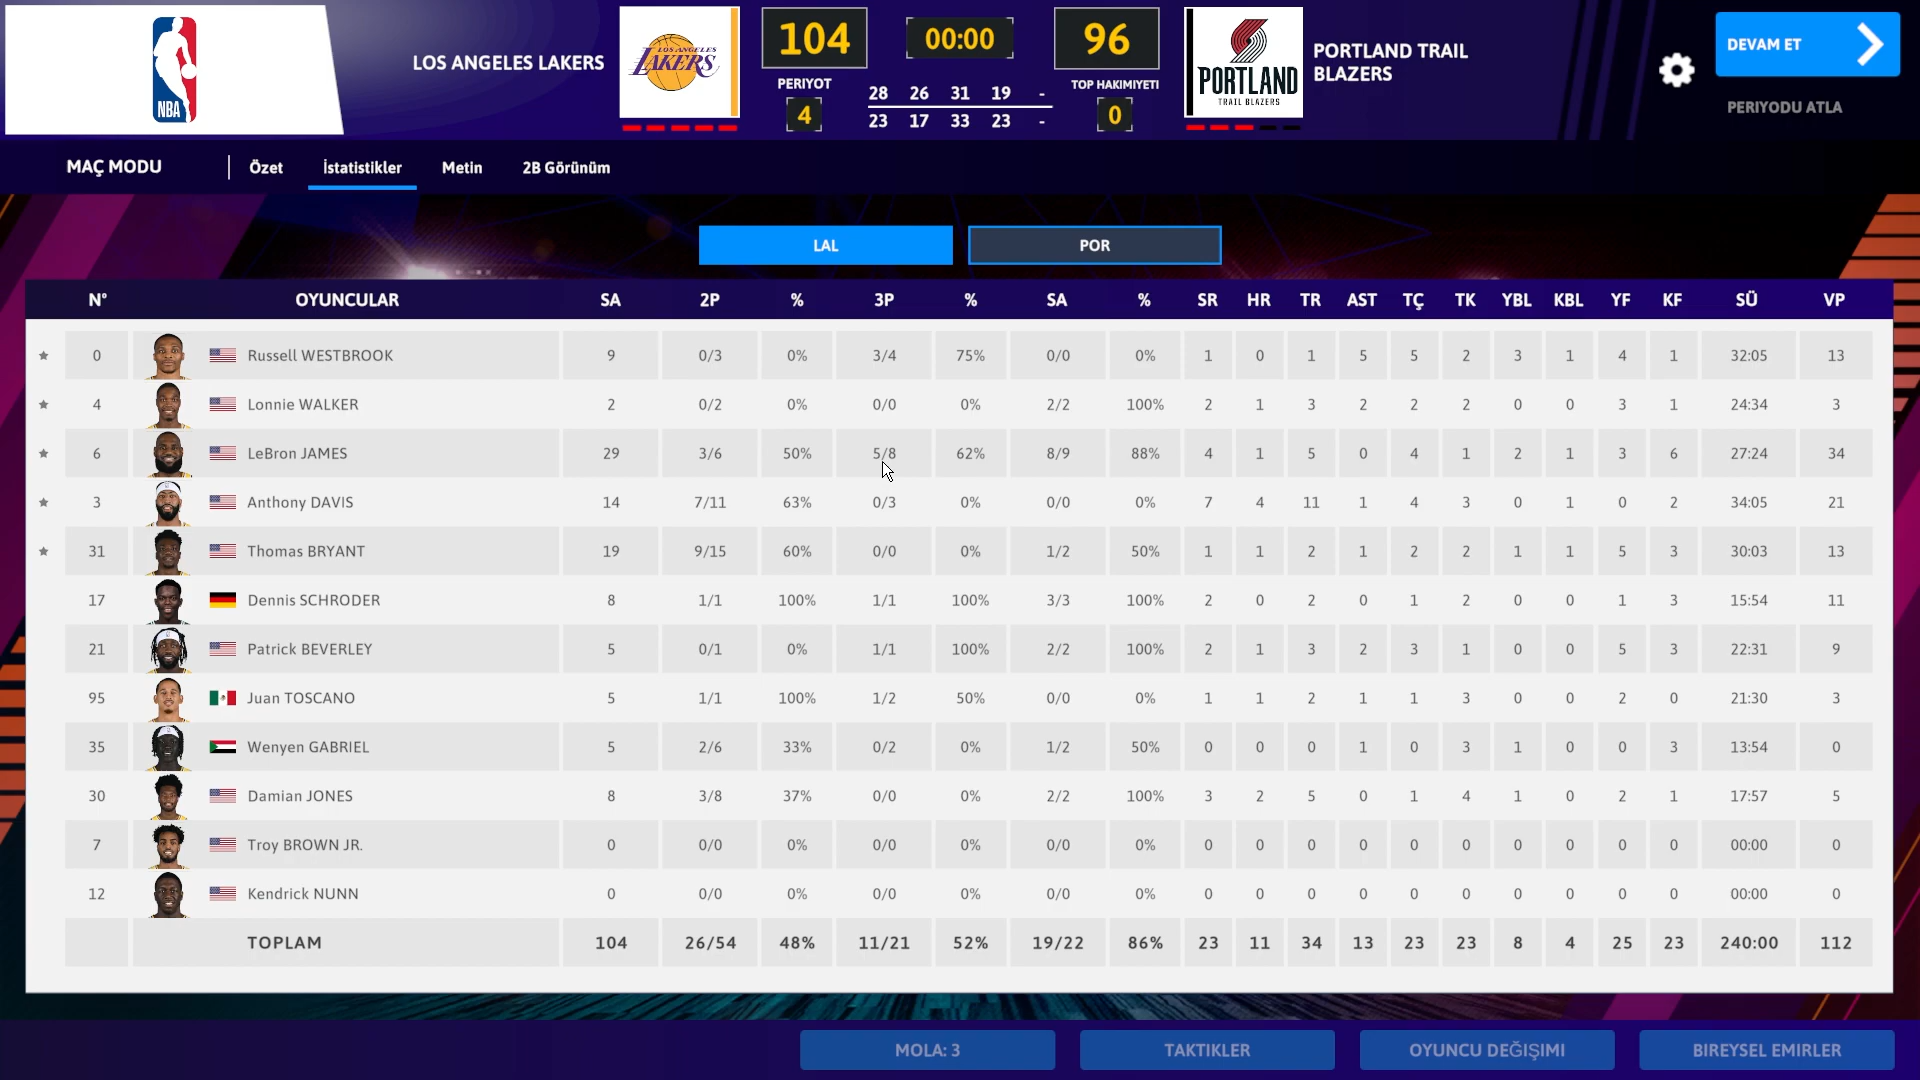 NBA
LOS ANGELES LAKERS
LOS ANGELES
LAKERS
104
00:00
96
PORTLAND
TRAIL BLAZERS
PORTLAND TRAIL
BLAZERS
DEVAM ET
PERIYOT
4
28 26 31 19 -
23 17 33 23 -
TOP HAKIMIYETI
0
PERIYODU ATLA
MAÇ MODU
Özet
İstatistikler
Metin
2B Görünüm
LAL
POR
N° OYUNCULAR SA 2P % 3P % SA % SR HR TR AST TÇ TK YBL KBL YF KF SÜ VP
0 Russell WESTBROOK 9 0/3 0% 3/4 75% 0/0 0% 1 0 1 5 5 2 3 1 4 1 32:05 13
4 Lonnie WALKER 2 0/2 0% 0/0 0% 2/2 100% 2 1 3 2 2 2 0 0 3 1 24:34 3
6 LeBron JAMES 29 3/6 50% 5/8 62% 8/9 88% 4 1 5 0 4 1 2 1 3 6 27:24 34
3 Anthony DAVIS 14 7/11 63% 0/3 0% 0/0 0% 7 4 11 1 4 3 0 1 0 2 34:05 21
31 Thomas BRYANT 19 9/15 60% 0/0 0% 1/2 50% 1 1 2 1 2 2 1 1 5 3 30:03 13
17 Dennis SCHRODER 8 1/1 100% 1/1 100% 3/3 100% 2 0 2 0 1 2 0 0 1 3 15:54 11
21 Patrick BEVERLEY 5 0/1 0% 1/1 100% 2/2 100% 2 1 3 2 3 1 0 0 5 3 22:31 9
95 Juan TOSCANO 5 1/1 100% 1/2 50% 0/0 0% 1 1 2 1 1 3 0 0 2 0 21:30 3
35 Wenyen GABRIEL 5 2/6 33% 0/2 0% 1/2 50% 0 0 0 1 0 3 1 0 0 3 13:54 0
30 Damian JONES 8 3/8 37% 0/0 0% 2/2 100% 3 2 5 0 1 4 1 0 2 1 17:57 5
7 Troy BROWN JR. 0 0/0 0% 0/0 0% 0/0 0% 0 0 0 0 0 0 0 0 0 0 00:00 0
12 Kendrick NUNN 0 0/0 0% 0/0 0% 0/0 0% 0 0 0 0 0 0 0 0 0 0 00:00 0
TOPLAM 104 26/54 48% 11/21 52% 19/22 86% 23 11 34 13 23 23 8 4 25 23 240:00 112
MOLA: 3
TAKTIKLER
OYUNCU DEĞİŞIMI
BIREYSEL EMIRLER